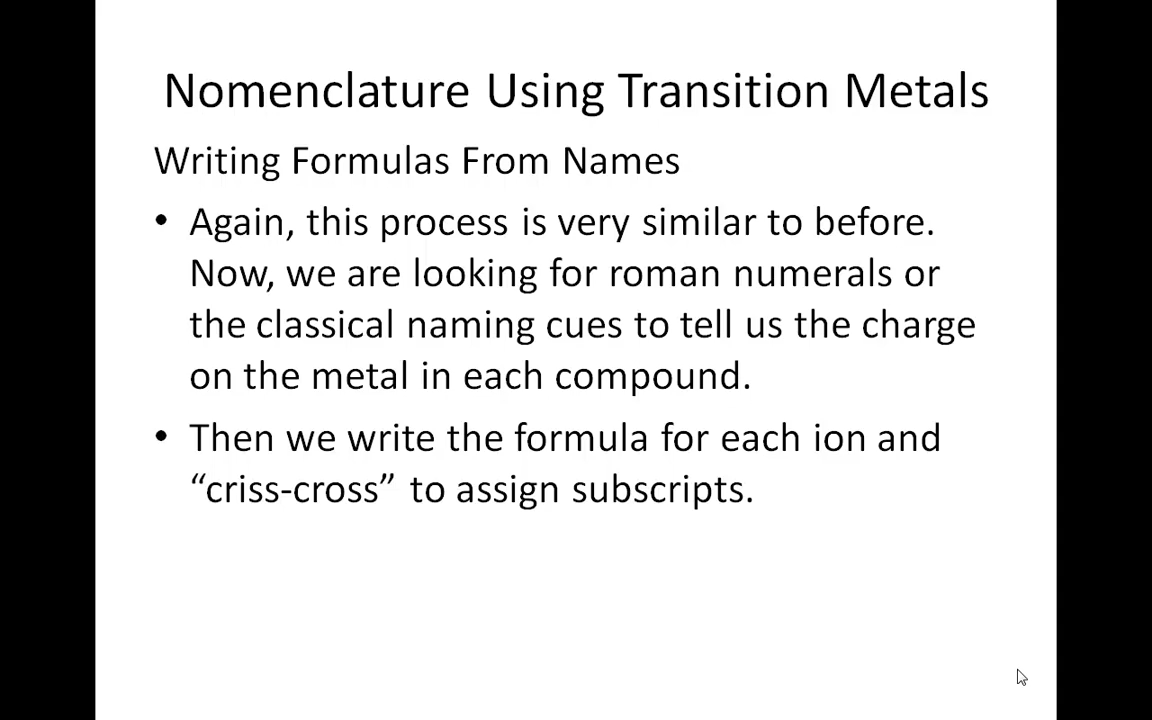 Nomenclature Using Transition Metals
Writing Formulas From Names
• Again, this process is very similar to before.
Now, we are looking for roman numerals or
the classical naming cues to tell us the charge
on the metal in each compound.
• Then we write the formula for each ion and
“criss-cross” to assign subscripts.